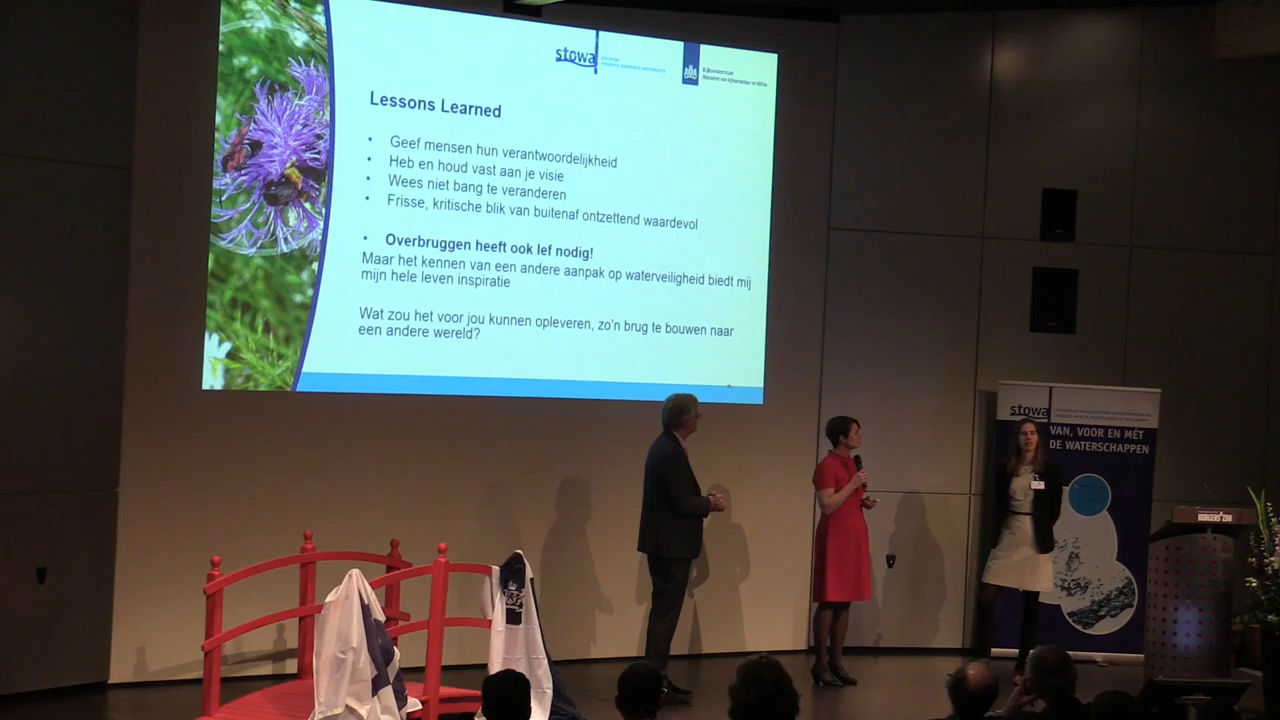 stowa
Lessons Learned
• Geef mensen hun verantwoordelijkheid
• Heb en houd vast aan je visie
• Wees niet bang te veranderen
• Frisse, kritische blik van buitenaf ontzettend waardevol
• Overbruggen heeft ook lef nodig!
Maar het kennen van een andere aanpak op waterveiligheid biedt mij
mijn hele leven inspiratie
Wat zou het voor jou kunnen opleveren, zo'n brug te bouwen naar
een andere wereld?
stowa
VAN, VOOR EN MÉT
DE WATERSCHAPPEN
BURGERS' ZOO